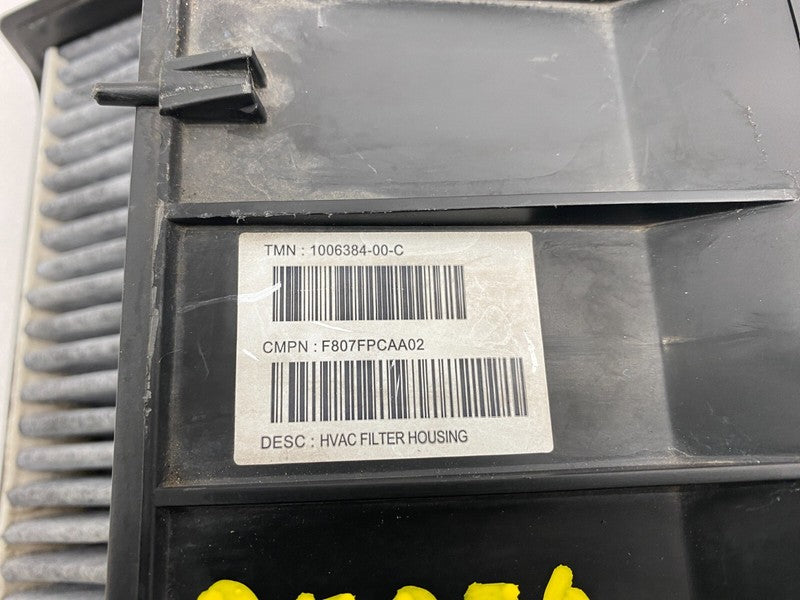 TMN : 1006384-00-C
CMPN : F807FPCAA02
DESC : HVAC FILTER HOUSING